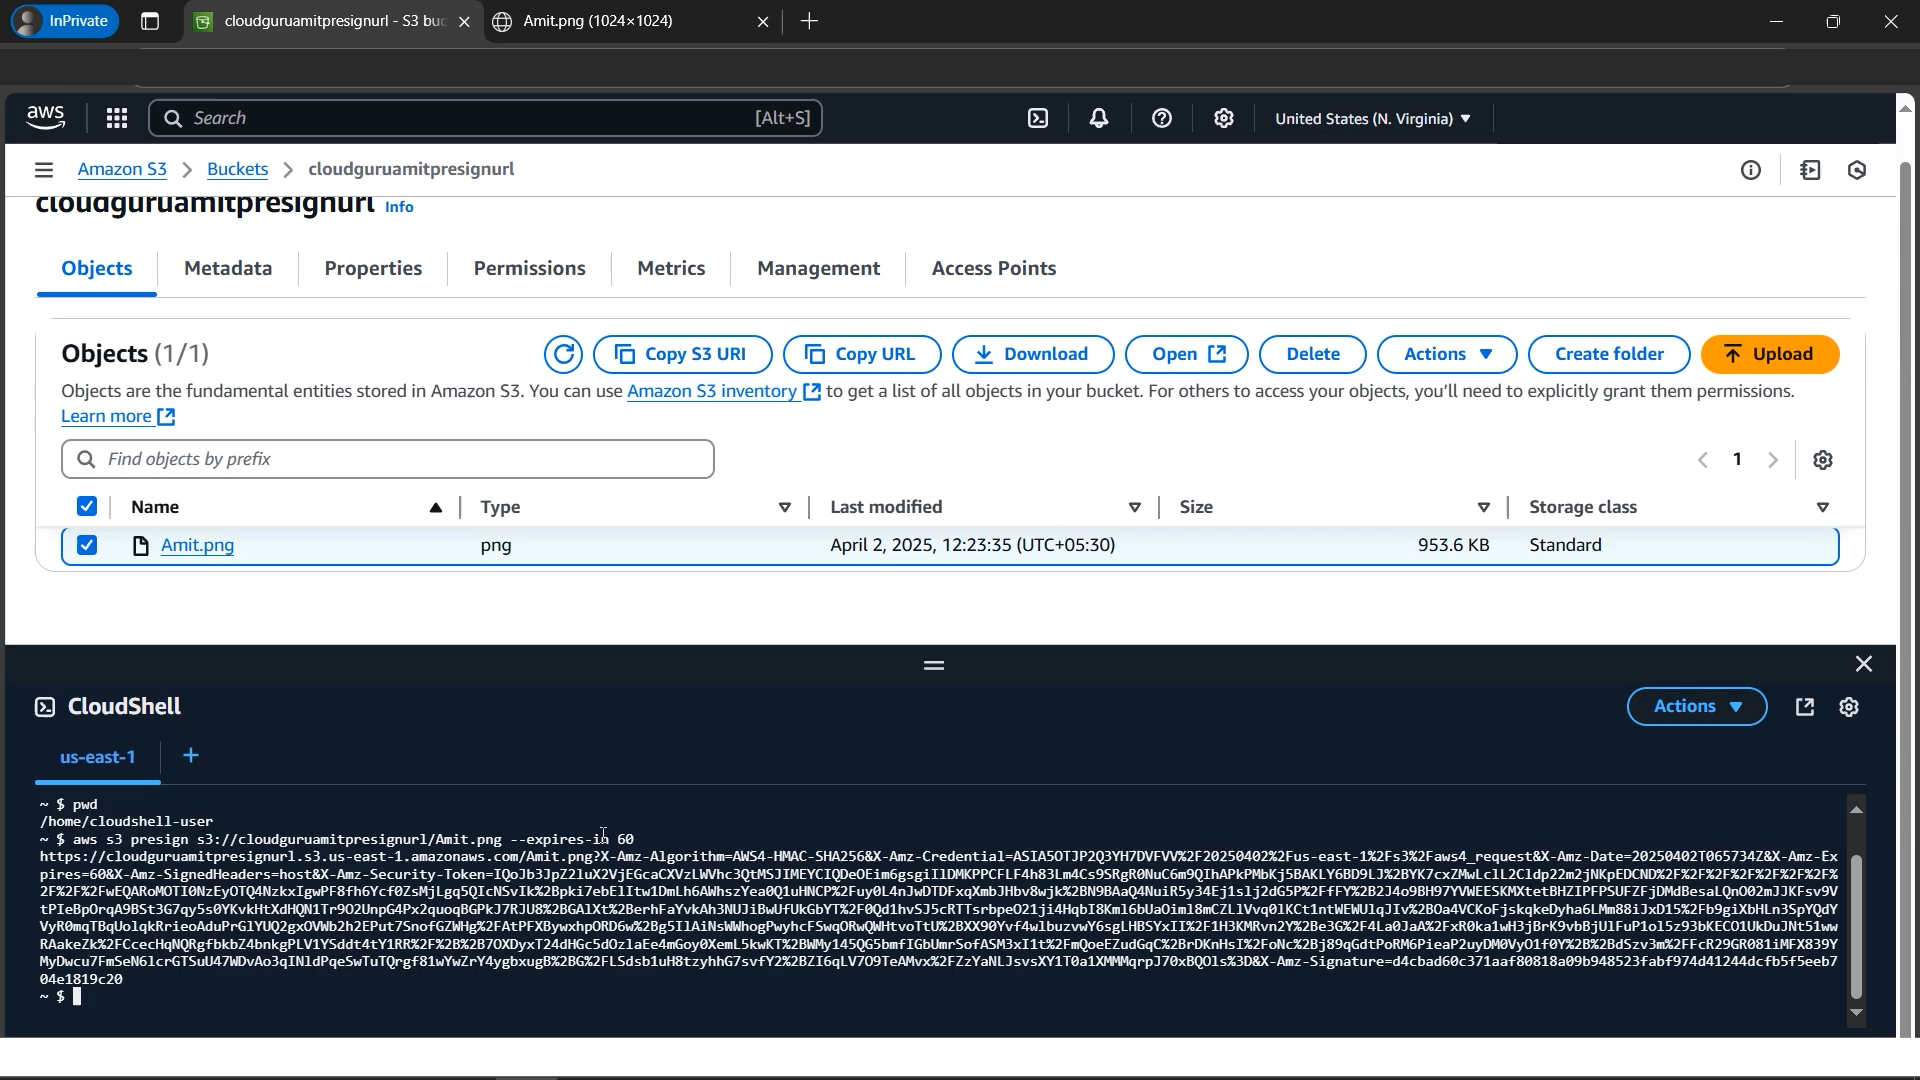 InPrivate
cloudguruamitpresignurl - S3 buc
Amit.png (1024×1024)
aws
Search
[Alt+S]
United States (N. Virginia)
Amazon S3
Buckets
cloudguruamitpresignurl
cloudguruamitpresignurl Info
Objects
Metadata
Properties
Permissions
Metrics
Management
Access Points
Objects (1/1)
Copy S3 URI
Copy URL
Download
Open
Delete
Actions
Create folder
Upload
Objects are the fundamental entities stored in Amazon S3. You can use Amazon S3 inventory to get a list of all objects in your bucket. For others to access your objects, you'll need to explicitly grant them permissions.
Learn more
Find objects by prefix
1
Name
Type
Last modified
Size
Storage class
Amit.png
png
April 2, 2025, 12:23:35 (UTC+05:30)
953.6 KB
Standard
CloudShell
Actions
us-east-1
~ $ pwd
/home/cloudshell-user
~ $ aws s3 presign s3://cloudguruamitpresignurl/Amit.png --expires-in 60
https://cloudguruamitpresignurl.s3.us-east-1.amazonaws.com/Amit.png?X-Amz-Algorithm=AWS4-HMAC-SHA256&X-Amz-Credential=ASIA5OTJP2Q3YH7DVFVV%2F20250402%2Fus-east-1%2Fs3%2Faws4_request&X-Amz-Date=20250402T065734Z&X-Amz-Ex
pires=60&X-Amz-SignedHeaders=host&X-Amz-Security-Token=
&X-Amz-Signature=d4cbad60c371aaf80818a09b948523fabf974d41244dcfb5f5eeb7
04e1819c20
~ $